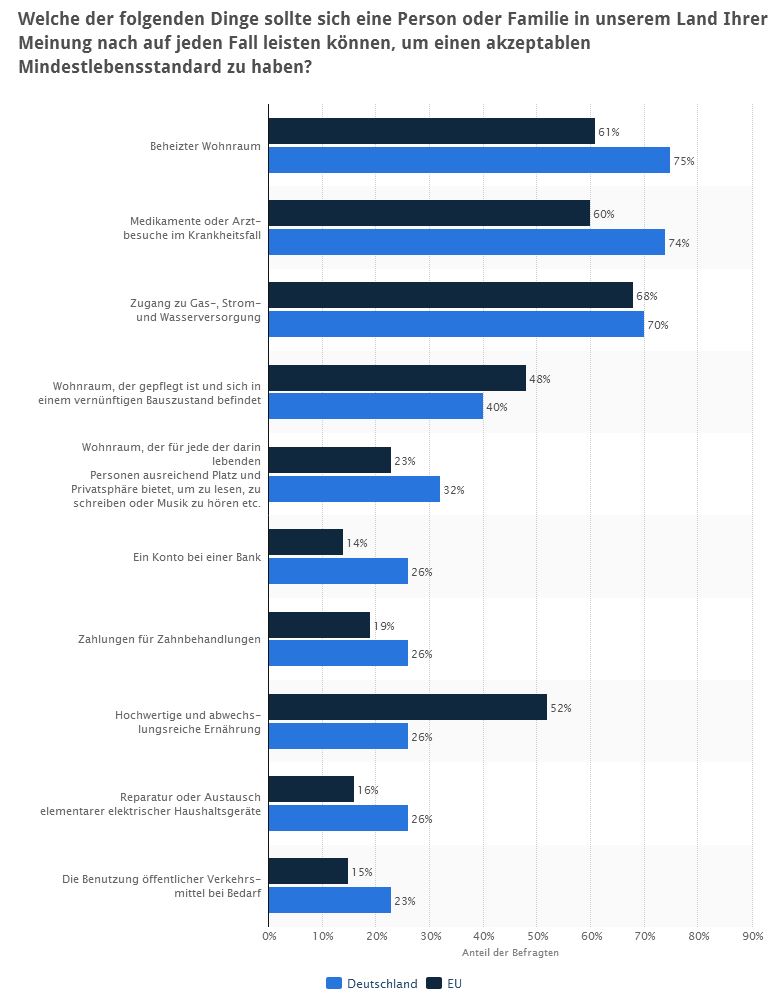 Welche der folgenden Dinge sollte sich eine Person oder Familie in unserem Land Ihrer
Meinung nach auf jeden Fall leisten können, um einen akzeptablen
Mindestlebensstandard zu haben?
Beheizter Wohnraum
61%
75%
Medikamente oder Arzt-
besuche im Krankheitsfall
60%
74%
Zugang zu Gas-, Strom-
und Wasserversorgung
68%
70%
Wohnraum, der gepflegt ist und sich in
einem vernünftigen Bauszustand befindet
48%
40%
Wohnraum, der für jede der darin
lebenden
Personen ausreichend Platz und
Privatsphäre bietet, um zu lesen, zu
schreiben oder Musik zu hören etc.
23%
32%
Ein Konto bei einer Bank
14%
26%
Zahlungen für Zahnbehandlungen
19%
26%
Hochwertige und abwechs-
lungsreiche Ernährung
52%
26%
Reparatur oder Austausch
elementarer elektrischer Haushaltsgeräte
16%
26%
Die Benutzung öffentlicher Verkehrs-
mittel bei Bedarf
15%
23%
0% 10% 20% 30% 40% 50% 60% 70% 80% 90%
Anteil der Befragten
Deutschland EU